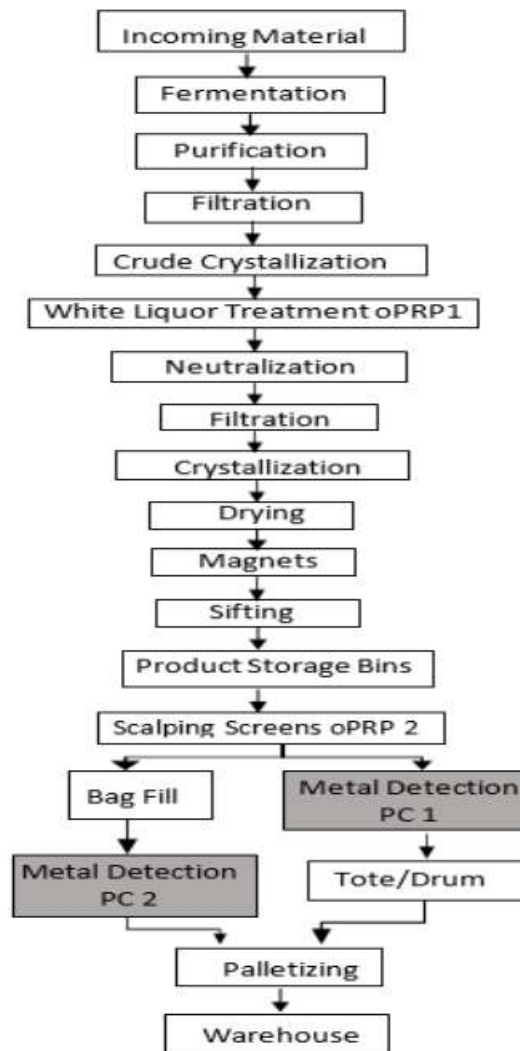 Incoming Material
Fermentation
Purification
Filtration
Crude Crystallization
White Liquor Treatment oPRP1
Neutralization
Filtration
Crystallization
Drying
Magnets
Sifting
Product Storage Bins
Scalping Screens oPRP 2
Bag Fill
Metal Detection
PC 1
Metal Detection
PC 2
Tote/Drum
Palletizing
Warehouse